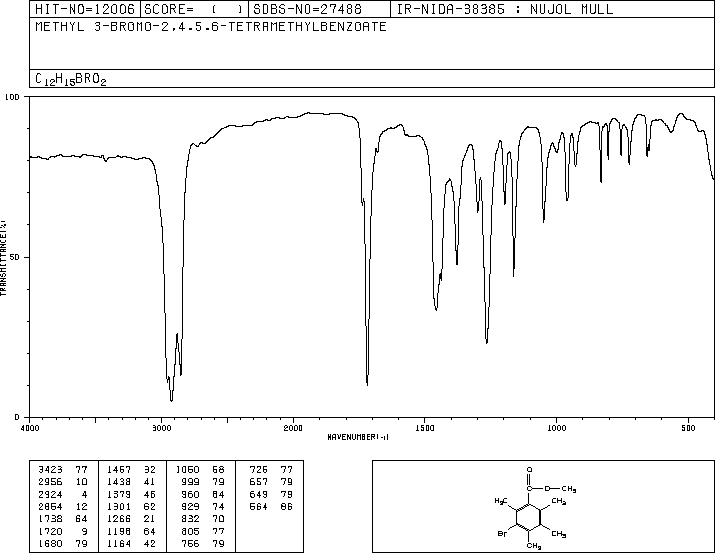 HIT-NO=12006 SCORE= ( ) SDBS-NO=27488 IR-NIDA-38385 : NUJOL MULL
METHYL 3-BROMO-2,4,5,6-TETRAMETHYLBENZOATE
C12H15BRO2
100
50
0
TRANSMITTANCE(%)
4000 3000 2000 1500 1000 500
WAVENUMBER(-1)
3423 77 1457 32 1050 58 726 77
2956 10 1438 41 999 79 657 79
2924 4 1379 46 960 64 649 79
2854 12 1301 62 929 74 564 86
1738 64 1266 21 832 70
1720 9 1198 64 805 77
1680 79 1164 42 756 79
O
C O CH3
H3C CH3
Br CH3
CH3